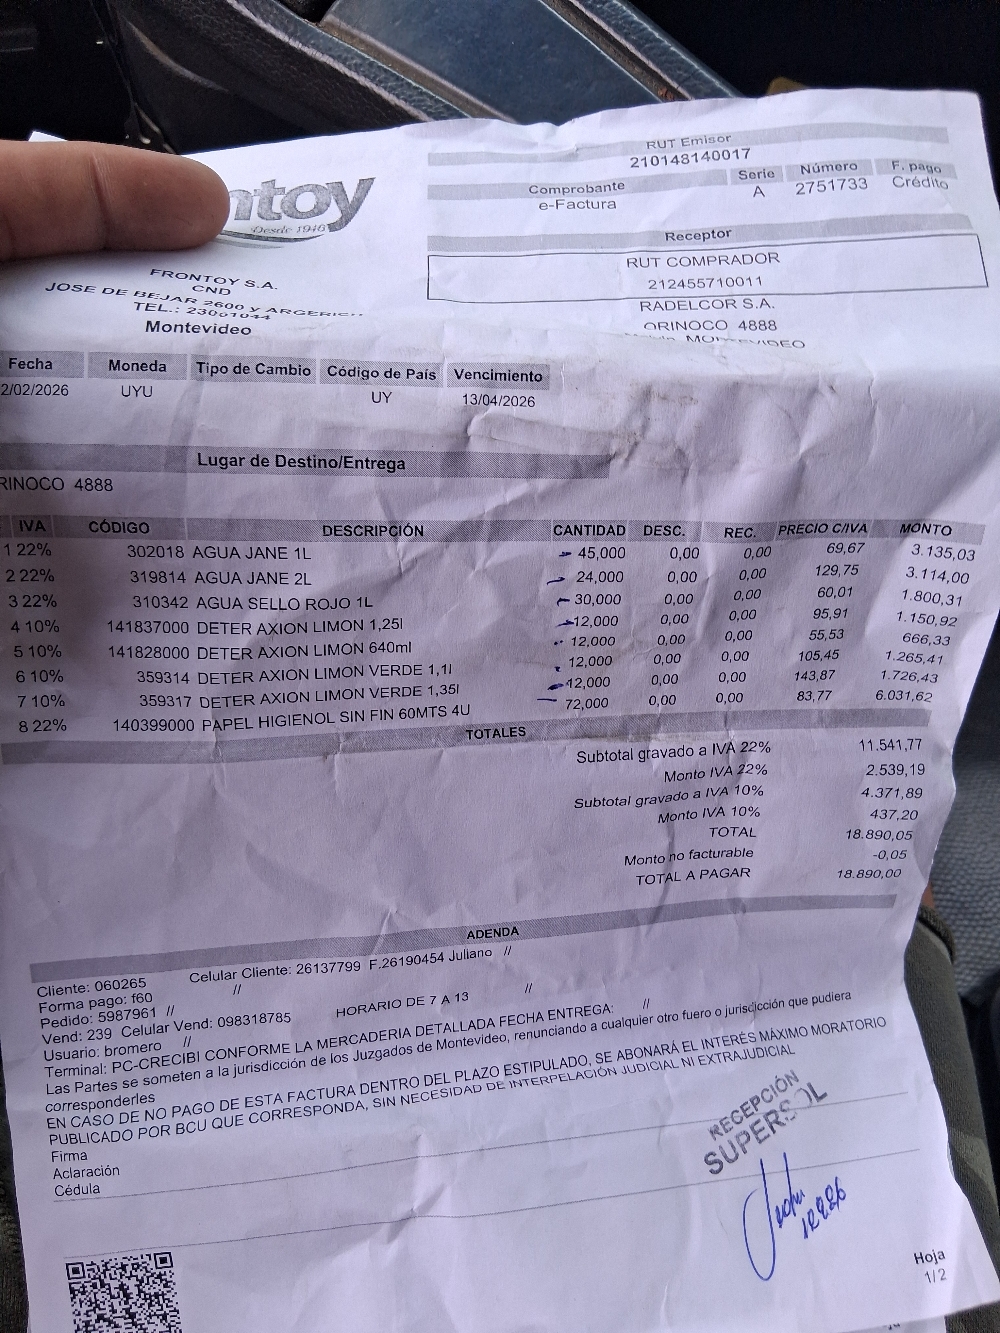 ntoy
Desde 1946
FRONTOY S.A.
CND
JOSE DE BEJAR 2600 Y
TEL.:
Montevideo
RUT Emisor
210148140017
Comprobante Serie Número F. pago
e-Factura A 2751733 Crédito
Receptor
RUT COMPRADOR
212455710011
RADELCOR S.A.
ORINOCO 4888
MONTEVIDEO
Fecha Moneda Tipo de Cambio Código de País Vencimiento
2/02/2026 UYU UY 13/04/2026
Lugar de Destino/Entrega
RINOCO 4888
IVA CÓDIGO DESCRIPCIÓN CANTIDAD DESC. REC. PRECIO C/IVA MONTO
1 22% 302018 AGUA JANE 1L 45,000 0,00 0,00 69,67 3.135,03
2 22% 319814 AGUA JANE 2L 24,000 0,00 0,00 129,75 3.114,00
3 22% 310342 AGUA SELLO ROJO 1L 30,000 0,00 0,00 60,01 1.800,31
4 10% 141837000 DETER AXION LIMON 1,25l 12,000 0,00 0,00 95,91 1.150,92
5 10% 141828000 DETER AXION LIMON 640ml 12,000 0,00 0,00 55,53 666,33
6 10% 359314 DETER AXION LIMON VERDE 1,1l 12,000 0,00 0,00 105,45 1.265,41
7 10% 359317 DETER AXION LIMON VERDE 1,35l 12,000 0,00 0,00 143,87 1.726,43
8 22% 140399000 PAPEL HIGIENOL SIN FIN 60MTS 4U 72,000 0,00 0,00 83,77 6.031,62
TOTALES
Subtotal gravado a IVA 22% 11.541,77
Monto IVA 22% 2.539,19
Subtotal gravado a IVA 10% 4.371,89
Monto IVA 10% 437,20
TOTAL 18.890,05
Monto no facturable -0,05
TOTAL A PAGAR 18.890,00
ADENDA
Cliente: 060265 Celular Cliente: 26137799 F.26190454 Juliano //
Forma pago: f60 //
Pedido: 5987961 //
Vend: 239 Celular Vend: 098318785 HORARIO DE 7 A 13 //
Usuario: bromero //
Terminal: PC-CRECIBI CONFORME LA MERCADERIA DETALLADA FECHA ENTREGA: //
Las Partes se someten a la jurisdicción de los Juzgados de Montevideo, renunciando a cualquier otro fuero o jurisdicción que pudiera
corresponderles
EN CASO DE NO PAGO DE ESTA FACTURA DENTRO DEL PLAZO ESTIPULADO, SE ABONARÁ EL INTERÉS MÁXIMO MORATORIO
PUBLICADO POR BCU QUE CORRESPONDA, SIN NECESIDAD DE INTERPELACIÓN JUDICIAL NI EXTRAJUDICIAL
Firma
Aclaración
Cédula
RECEPCIÓN
SUPERSOL
Hoja
1/2